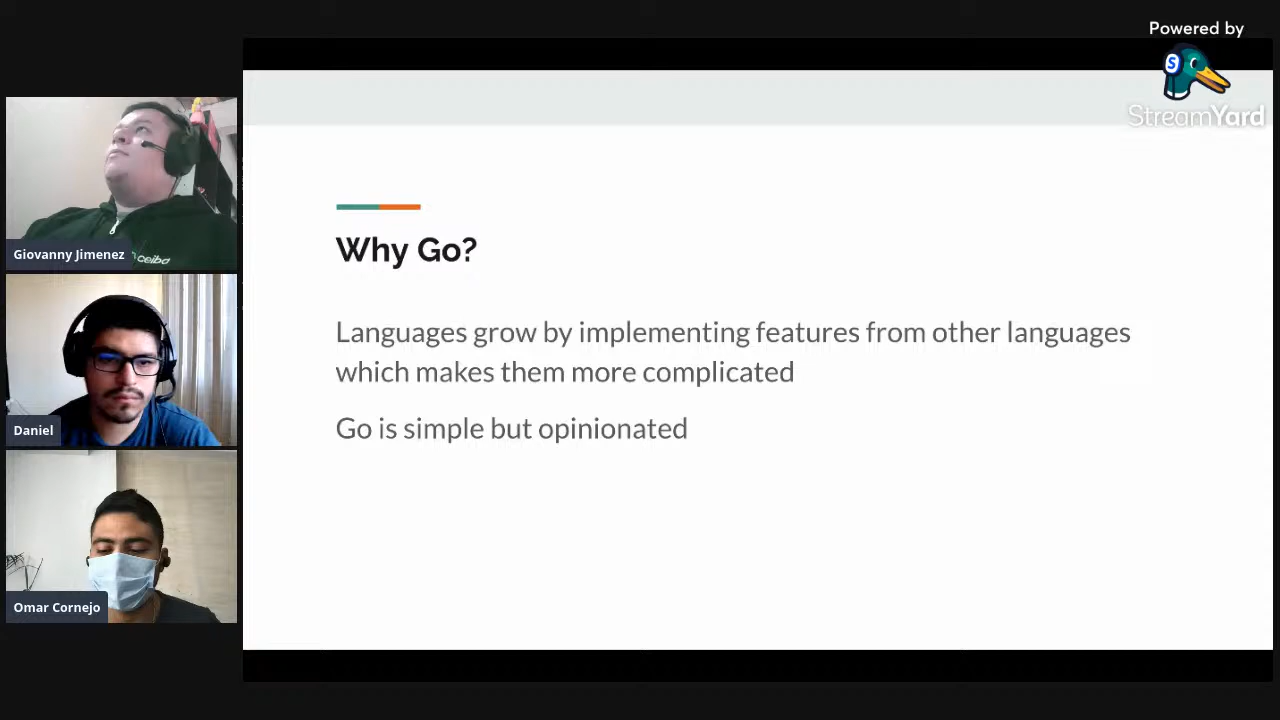 Powered by
S
StreamYard
Giovanny Jimenez
ceiba
Daniel
Omar Cornejo
Why Go?
Languages grow by implementing features from other languages
which makes them more complicated
Go is simple but opinionated